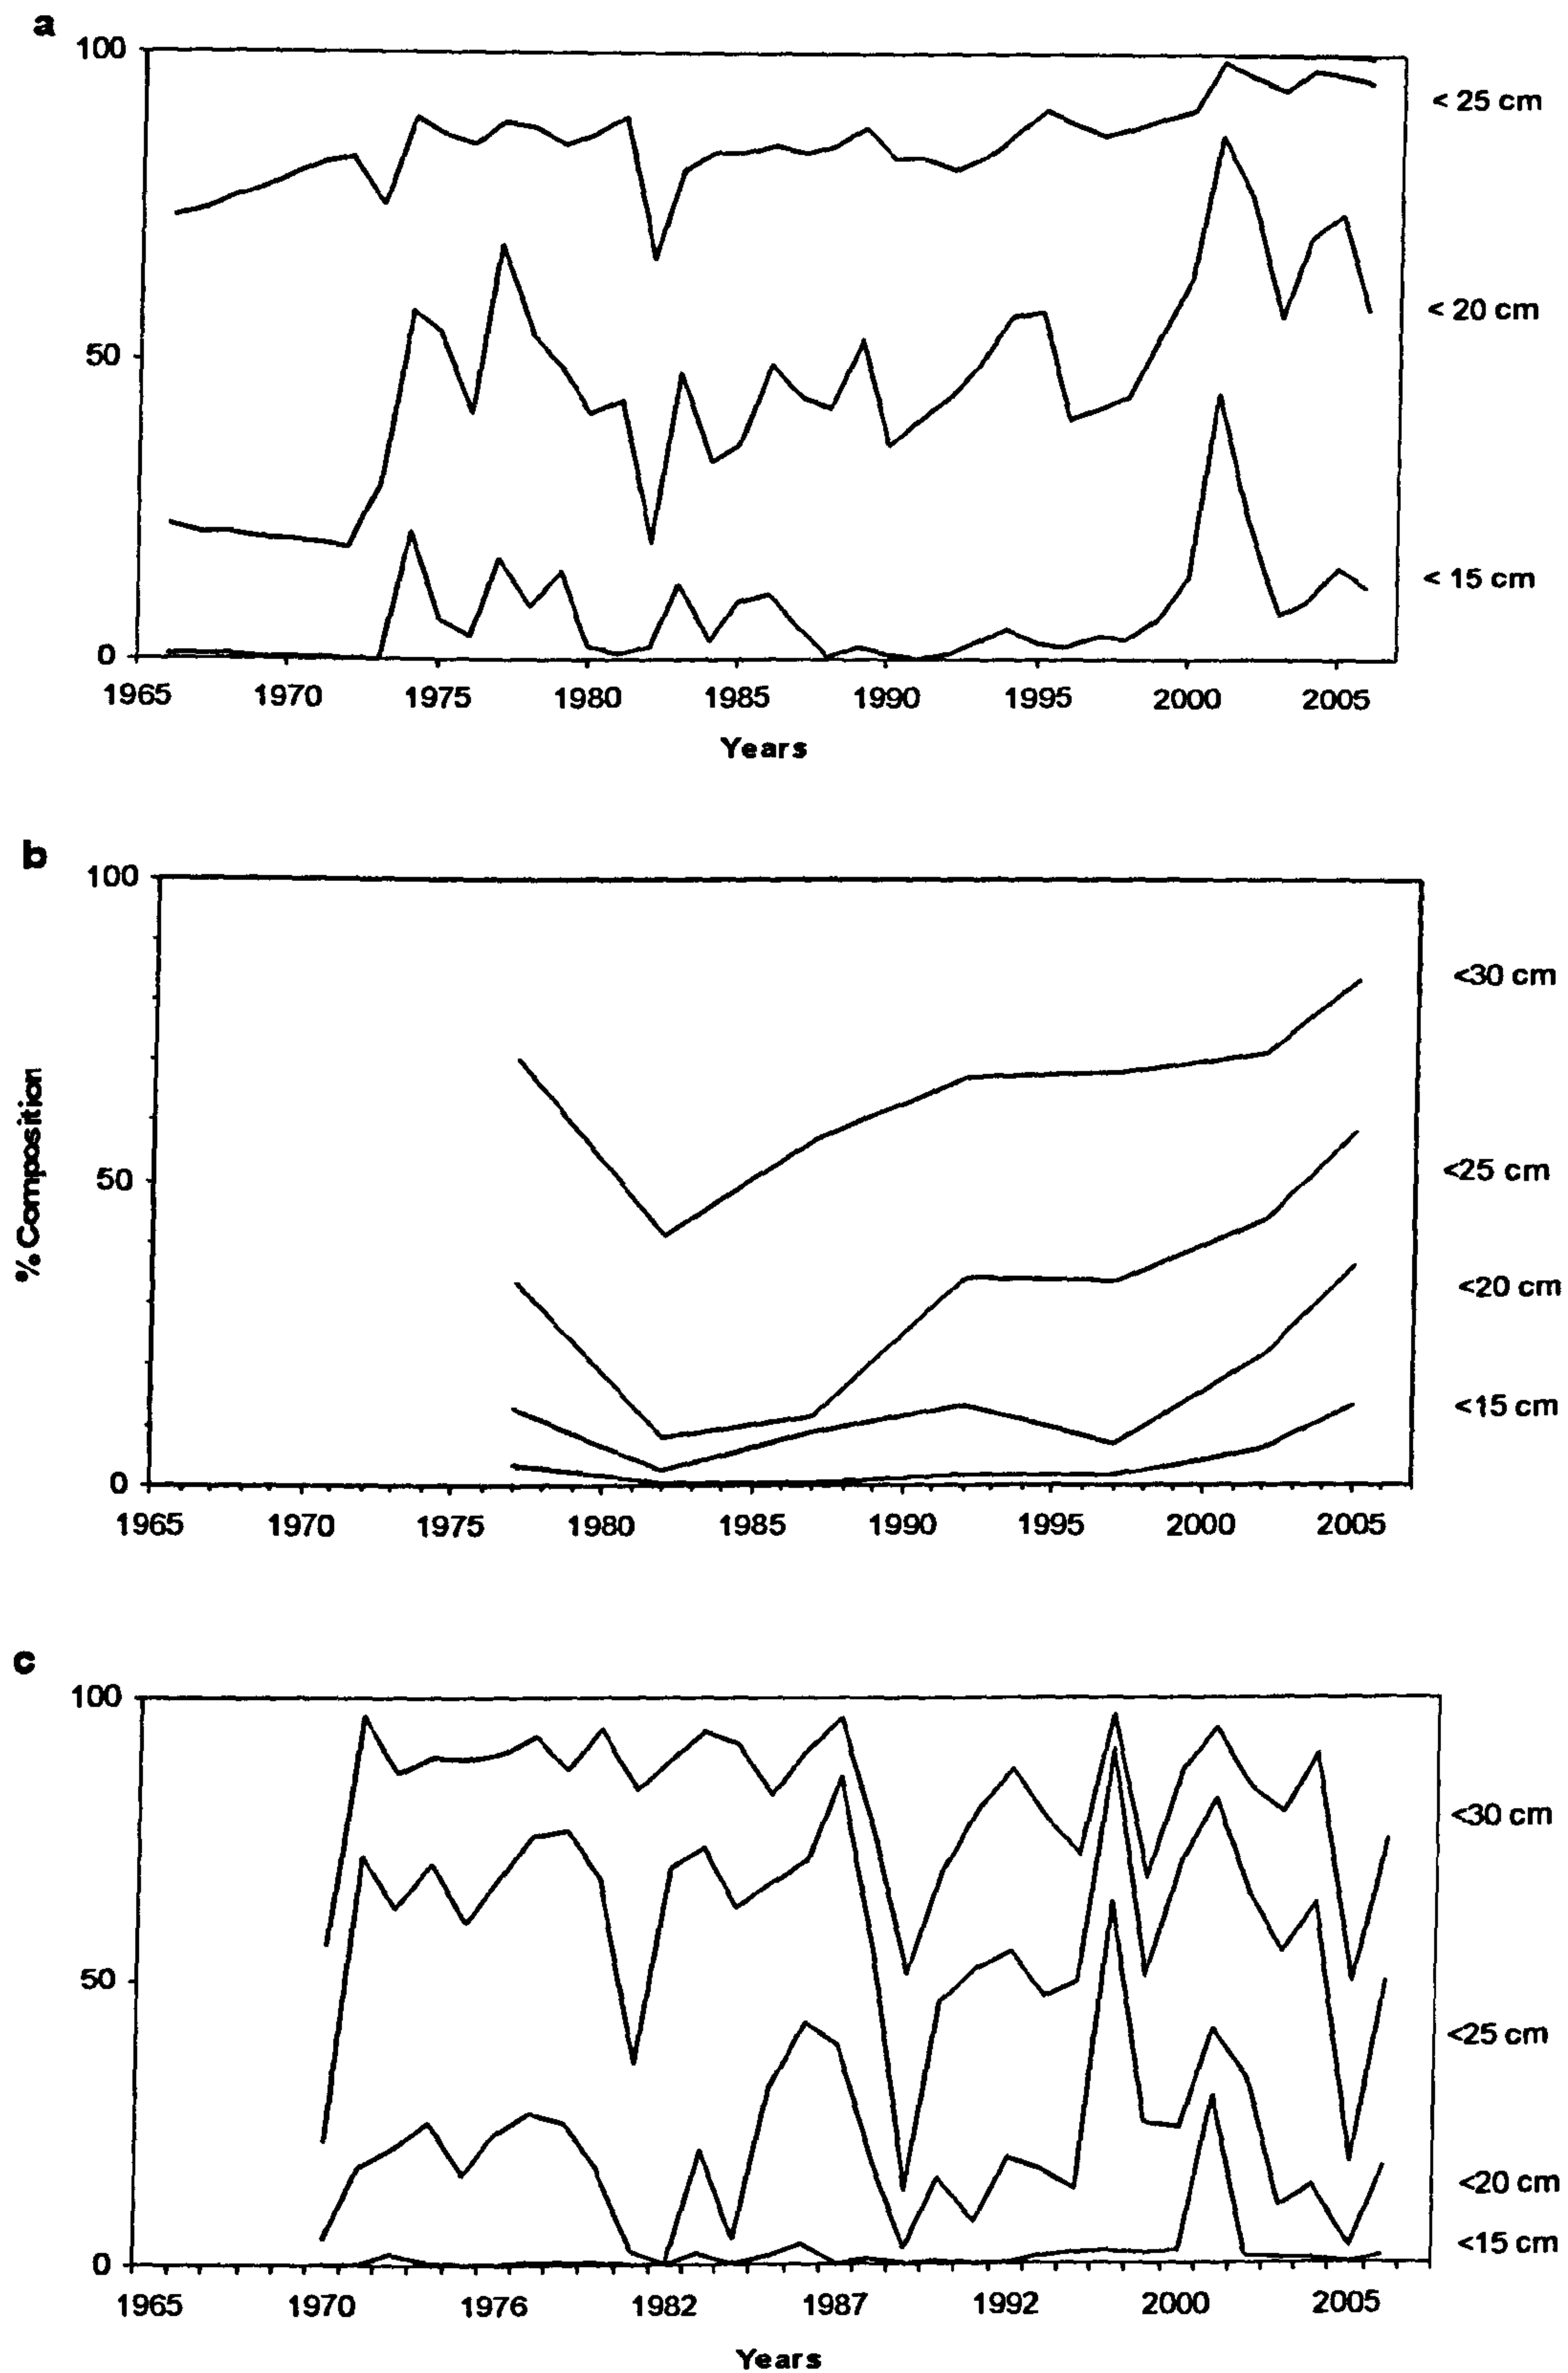 a
100
< 25 cm
< 20 cm
50
< 15 cm
0
1965 1970 1975 1980 1985 1990 1995 2000 2005
Years
b
100
<30 cm
% Composition
<25 cm
50
<20 cm
<15 cm
0
1965 1970 1975 1980 1985 1990 1995 2000 2005
c
100
<30 cm
50
<25 cm
<20 cm
<15 cm
0
1965 1970 1976 1982 1987 1992 2000 2005
Years